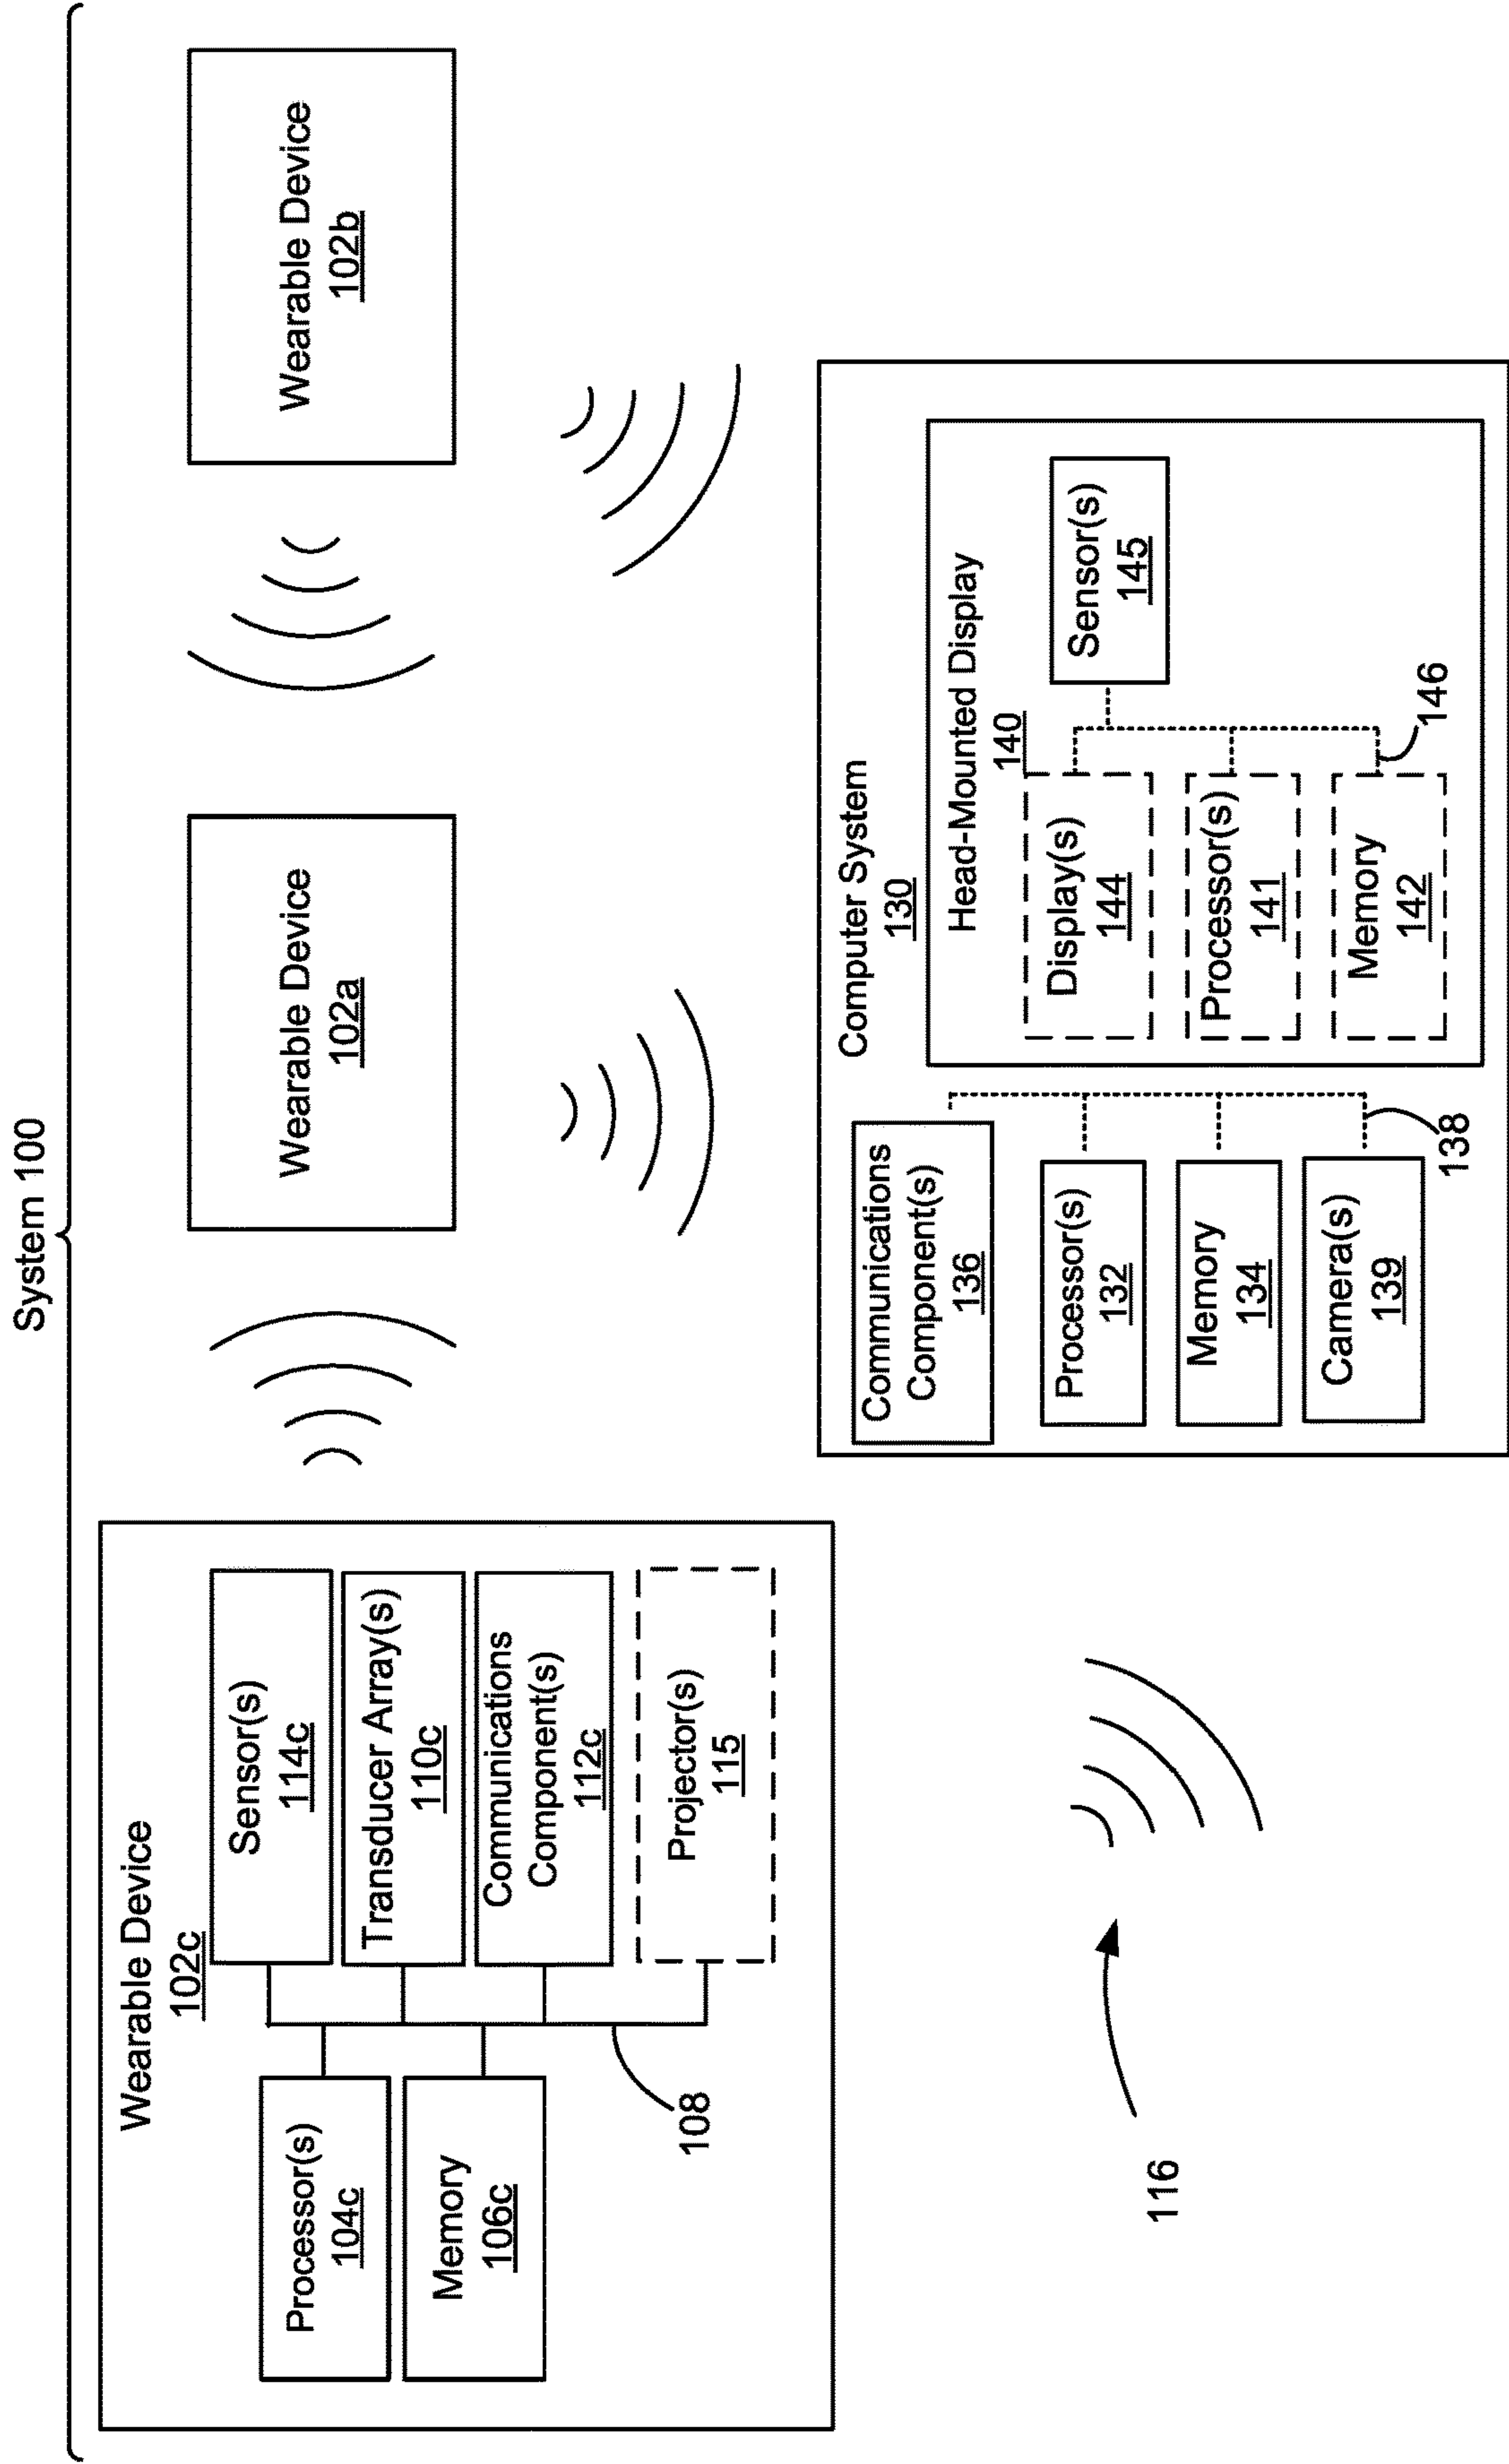 System 100
Wearable Device
102c
Processor(s)
104c
Memory
106c
Sensor(s)
114c
Transducer Array(s)
110c
Communications
Component(s)
112c
Projector(s)
115
108
116
Wearable Device
102a
Wearable Device
102b
Computer System
130
Communications
Component(s)
136
Processor(s)
132
Memory
134
Camera(s)
139
138
Head-Mounted Display
140
Display(s)
144
Processor(s)
141
Memory
142
Sensor(s)
145
146